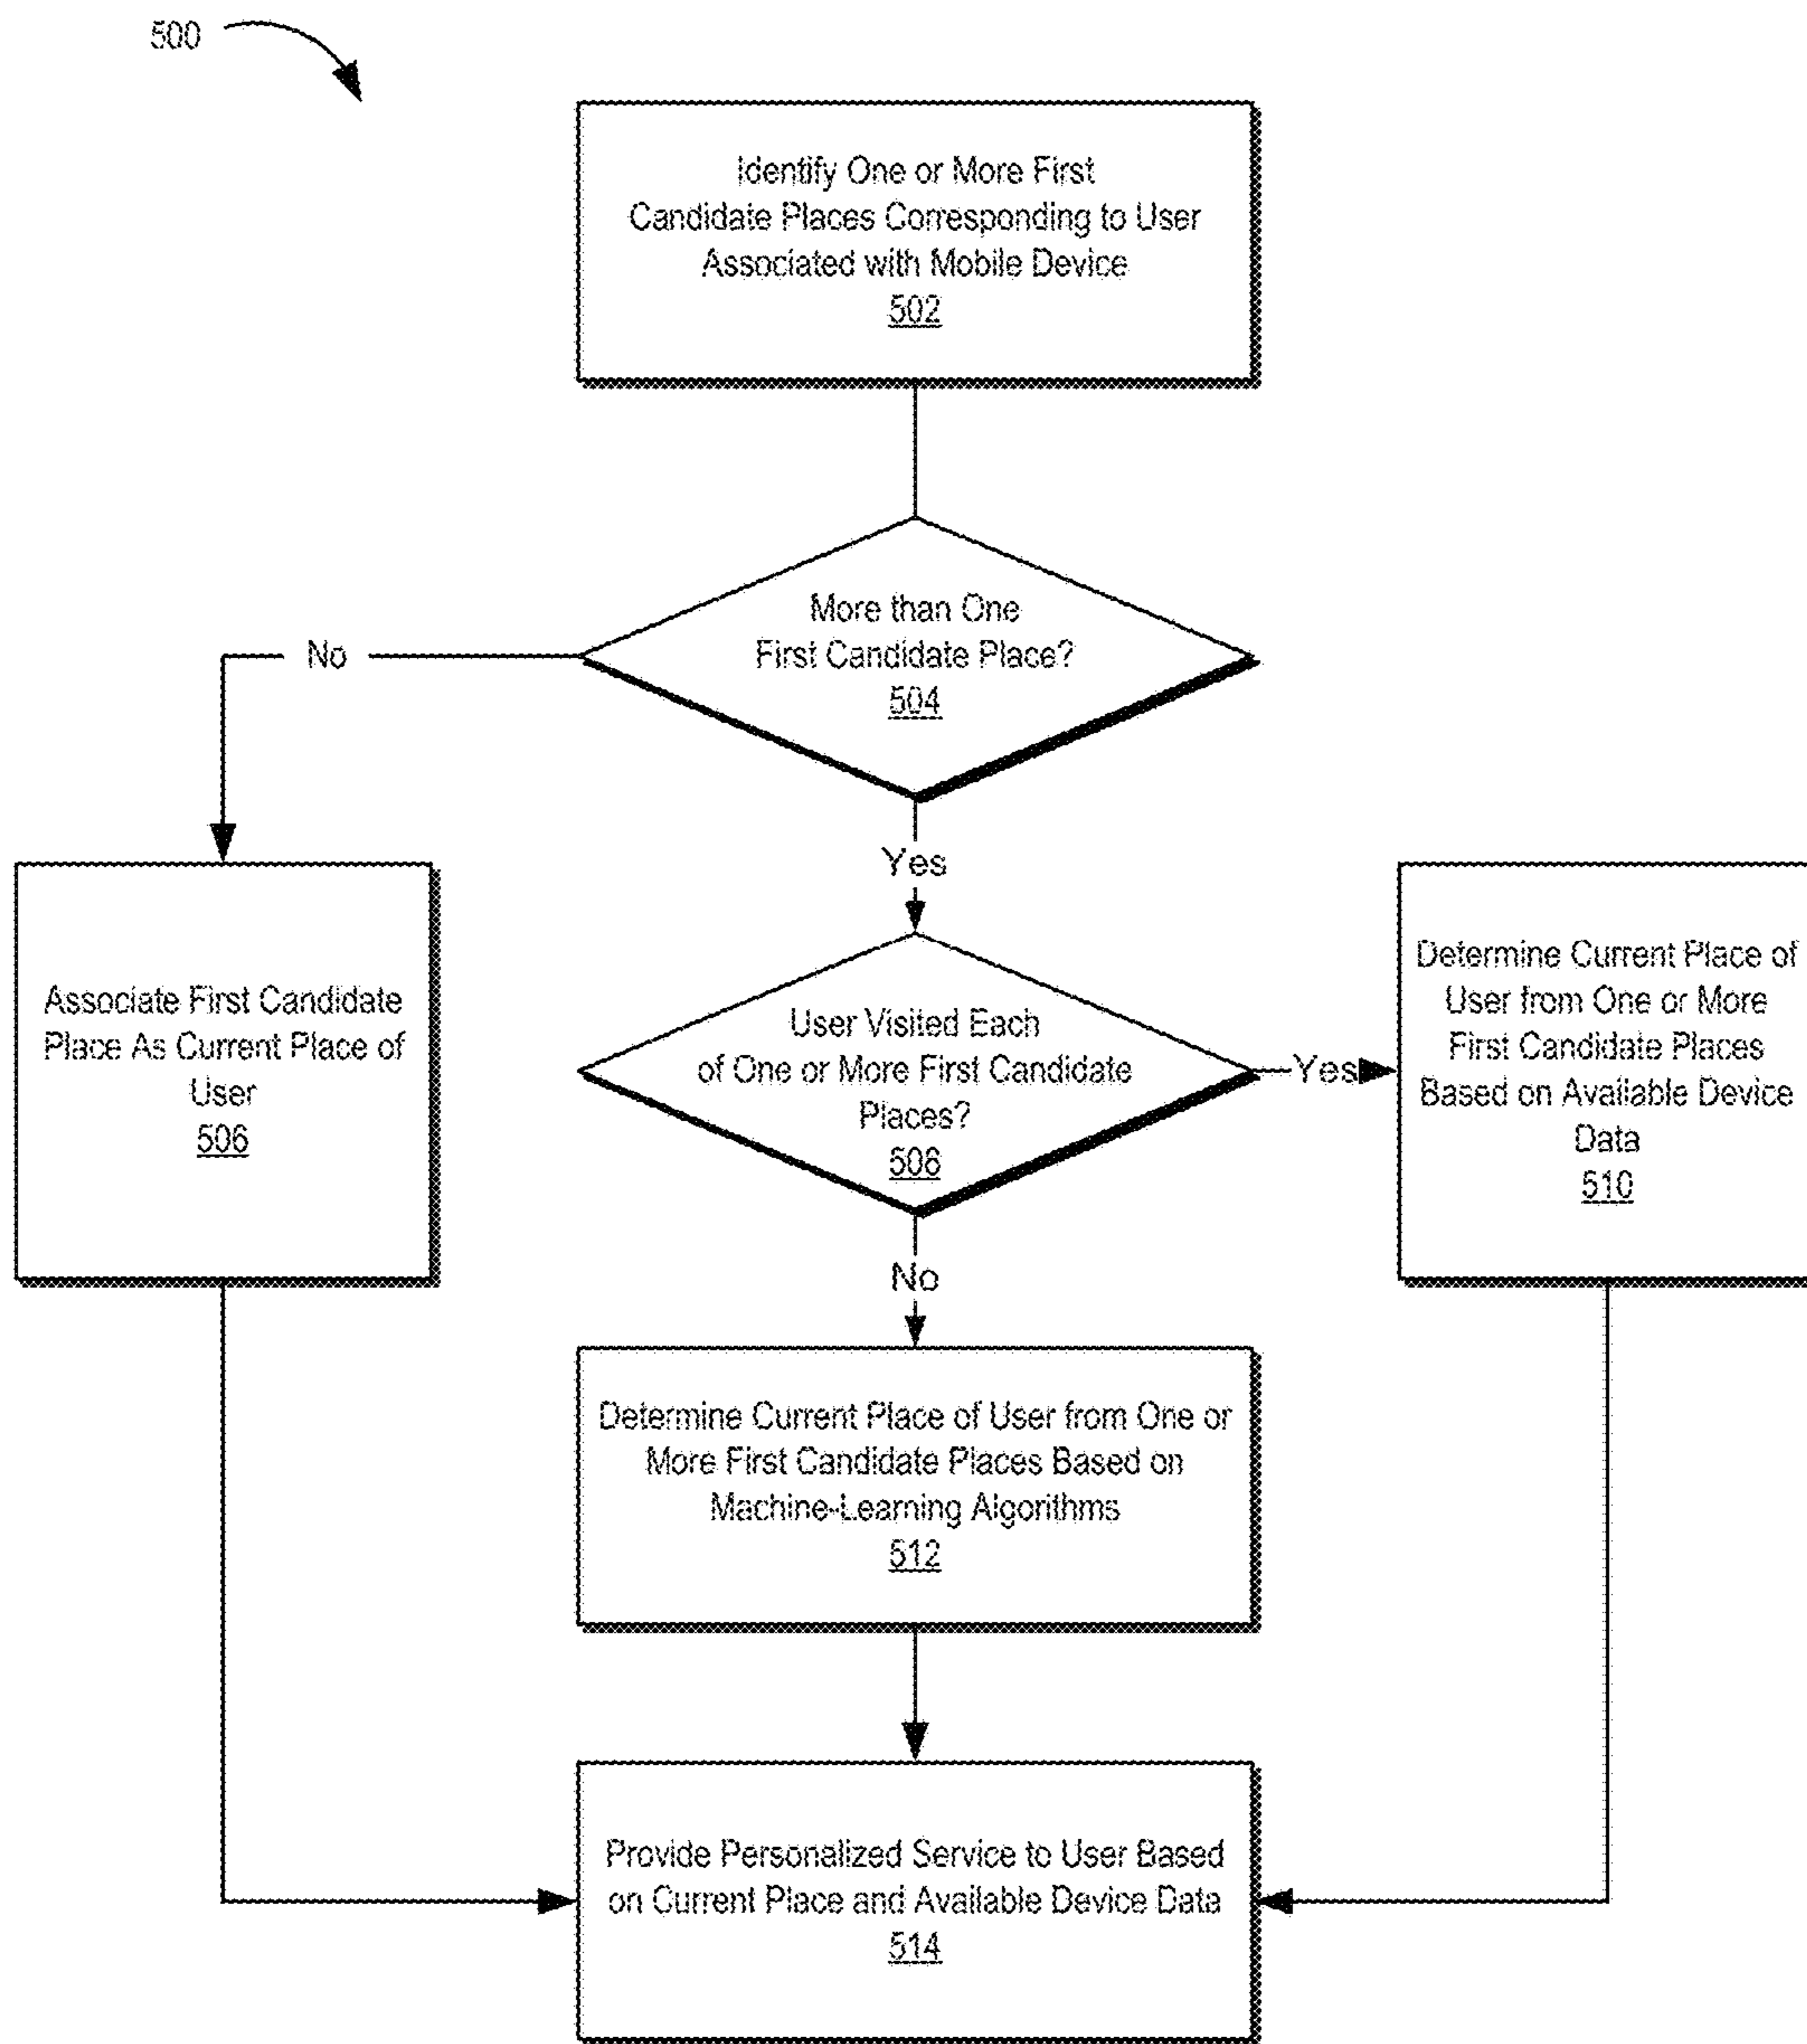 500
Identify One or More First
Candidate Places Corresponding to User
Associated with Mobile Device
502
More than One
First Candidate Place?
504
No
Yes
Associate First Candidate
Place As Current Place of
User
506
User Visited Each
of One or More First Candidate
Places?
508
Yes
Determine Current Place of
User from One or More
First Candidate Places
Based on Available Device
Data
510
No
Determine Current Place of User from One or
More First Candidate Places Based on
Machine-Learning Algorithms
512
Provide Personalized Service to User Based
on Current Place and Available Device Data
514